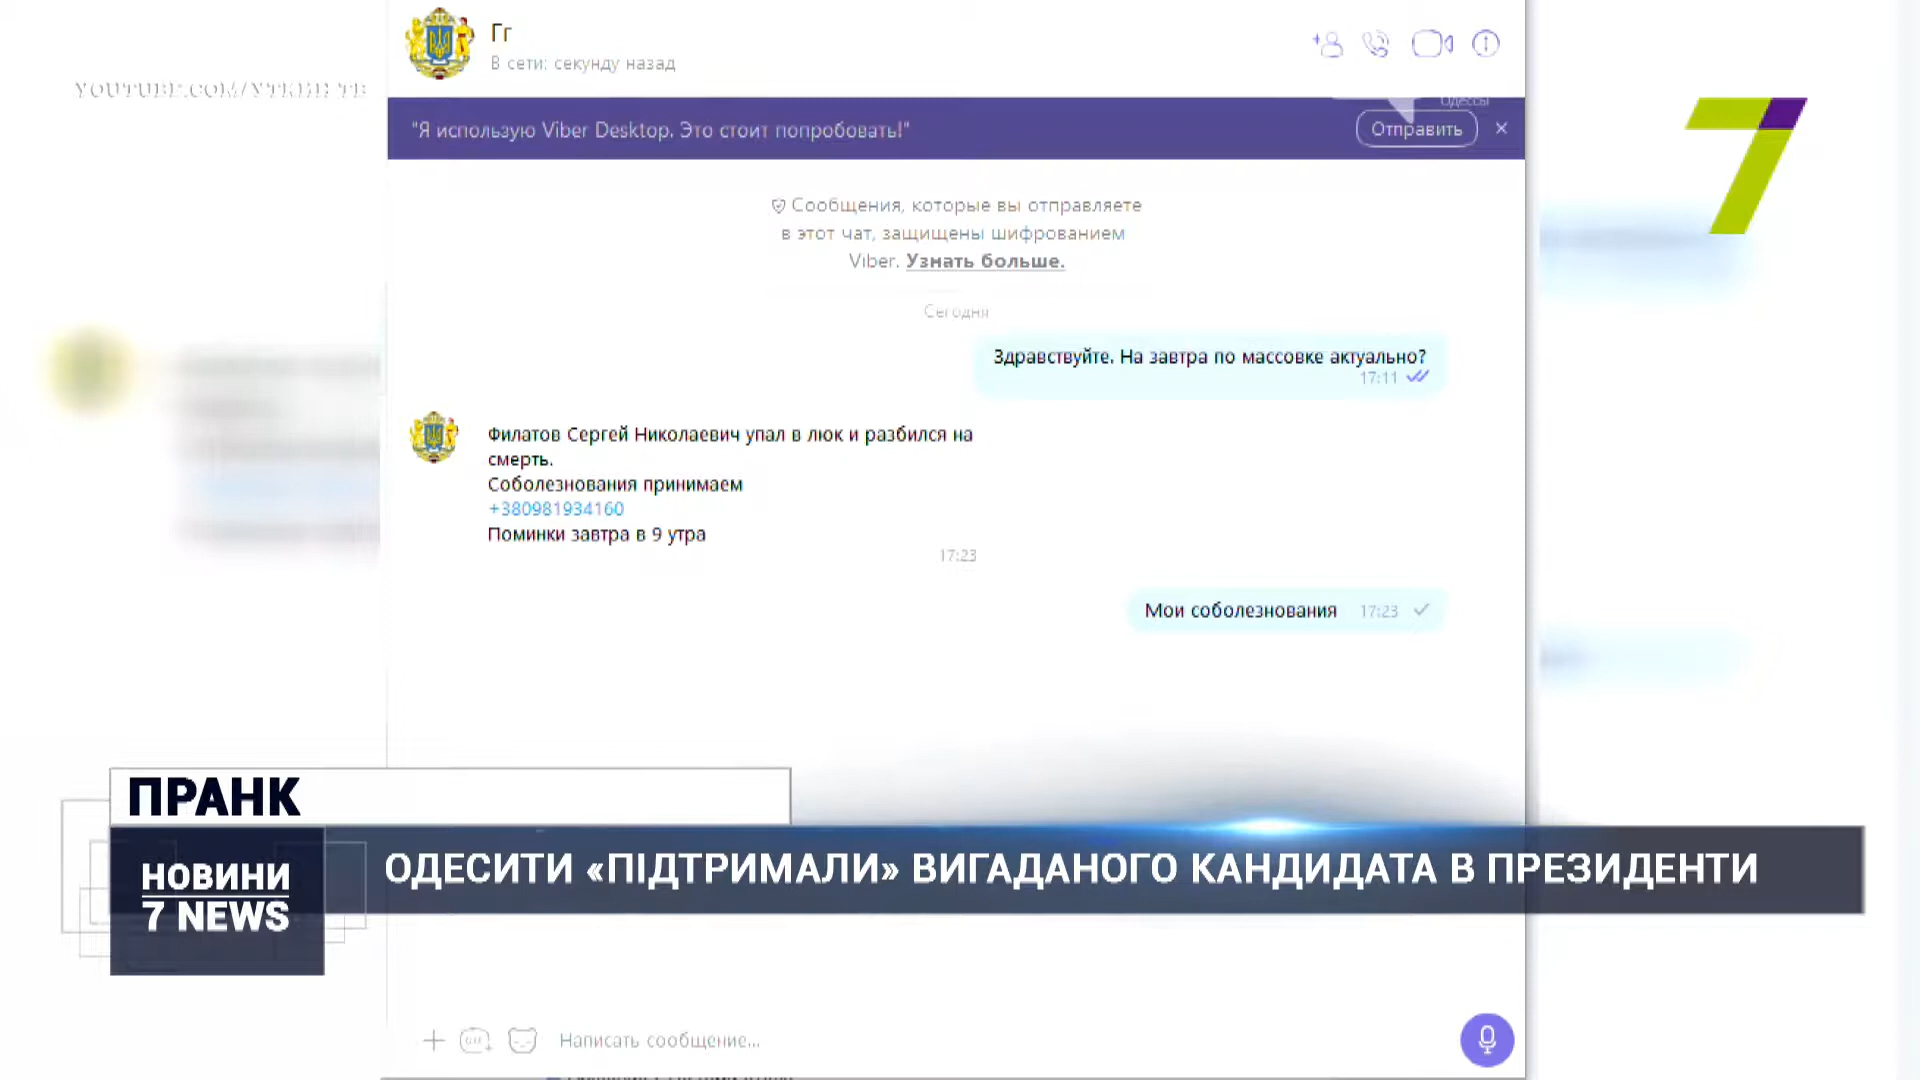 Гг
В сети: секунду назад
YOUTUBE.COM/
Одессы
"Я использую Viber Desktop. Это стоит попробовать!"
Отправить
7
Сообщения, которые вы отправляете
в этот чат, защищены шифрованием
Viber. Узнать больше.
Сегодня
Здравствуйте. На завтра по массовке актуально?
17:11
Филатов Сергей Николаевич упал в люк и разбился на
смерть.
Соболезнования принимаем
+380981934160
Поминки завтра в 9 утра
17:23
Мои соболезнования 17:23
ПРАНК
НОВИНИ
7 NEWS
ОДЕСИТИ «ПІДТРИМАЛИ» ВИГАДАНОГО КАНДИДАТА В ПРЕЗИДЕНТИ
Написать сообщение...